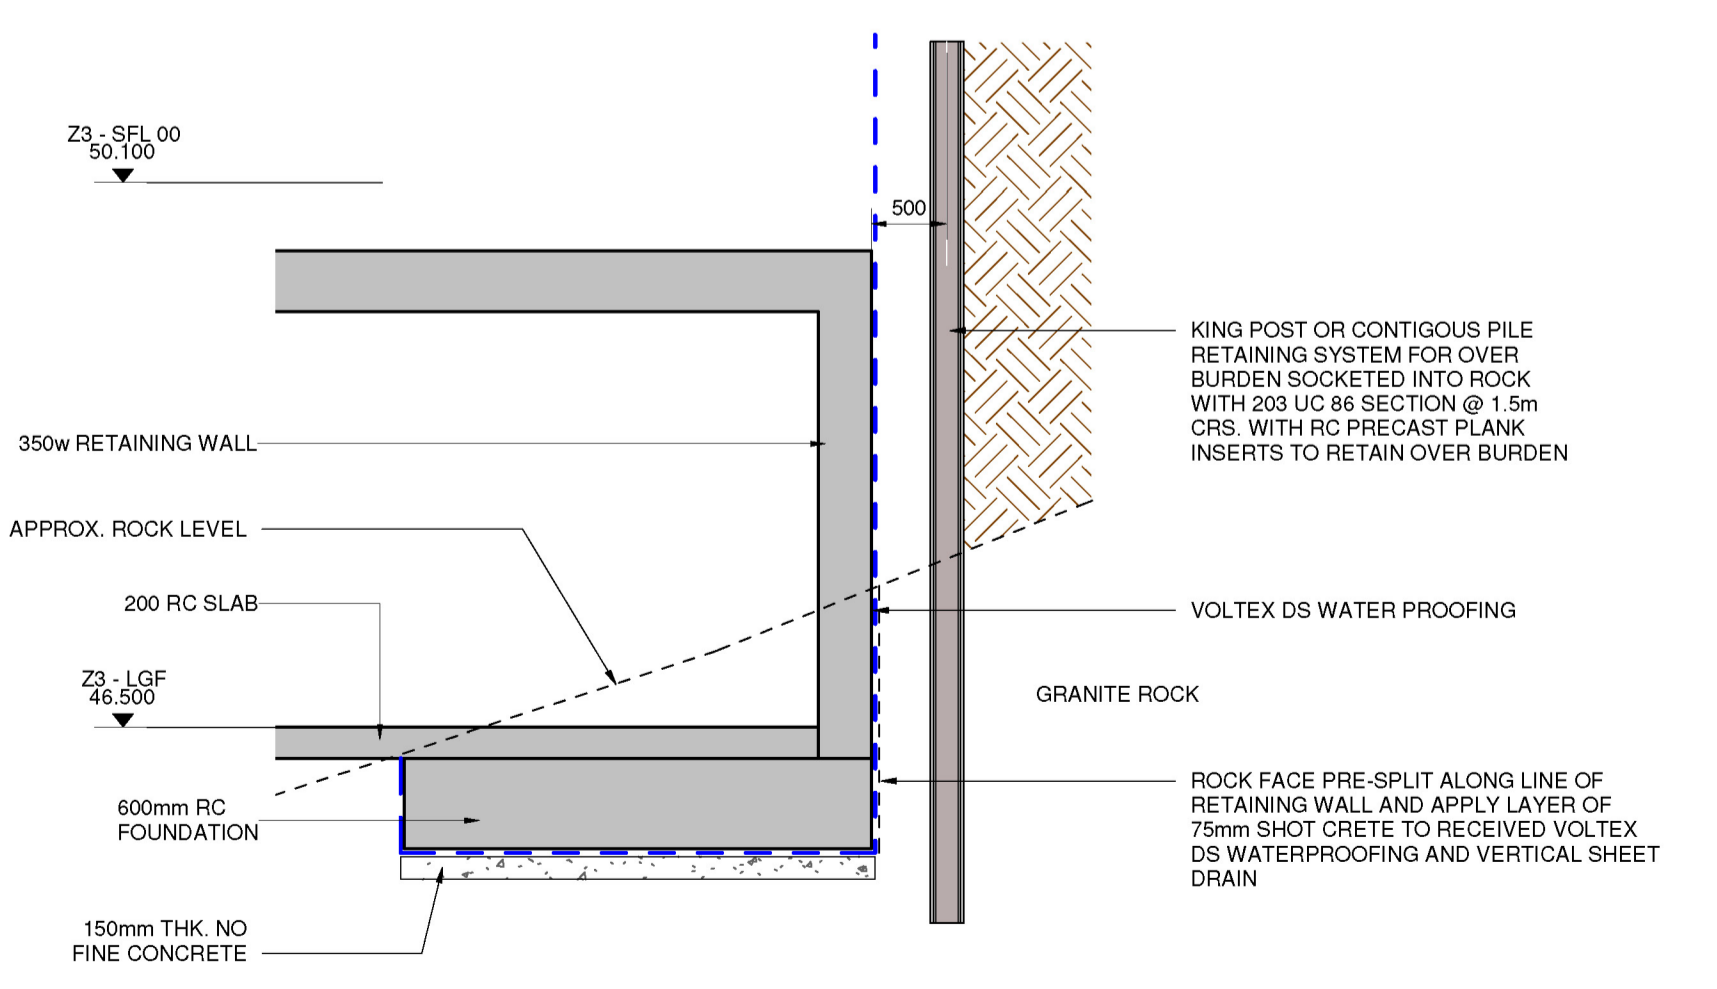 Z3 - SFL 00
50.100
500
KING POST OR CONTIGOUS PILE
RETAINING SYSTEM FOR OVER
BURDEN SOCKETED INTO ROCK
WITH 203 UC 86 SECTION @ 1.5m
CRS. WITH RC PRECAST PLANK
INSERTS TO RETAIN OVER BURDEN
350w RETAINING WALL
APPROX. ROCK LEVEL
200 RC SLAB
VOLTEX DS WATER PROOFING
Z3 - LGF
46.500
GRANITE ROCK
ROCK FACE PRE-SPLIT ALONG LINE OF
RETAINING WALL AND APPLY LAYER OF
75mm SHOT CRETE TO RECEIVED VOLTEX
DS WATERPROOFING AND VERTICAL SHEET
DRAIN
600mm RC
FOUNDATION
150mm THK. NO
FINE CONCRETE